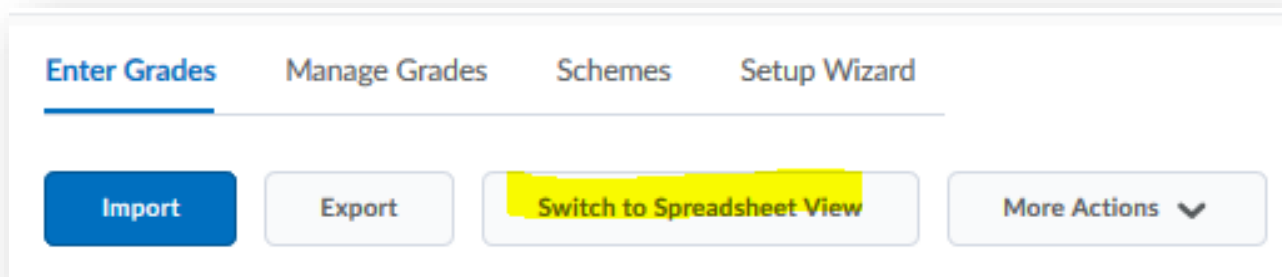 Enter Grades Manage Grades Schemes Setup Wizard
Import Export Switch to Spreadsheet View More Actions